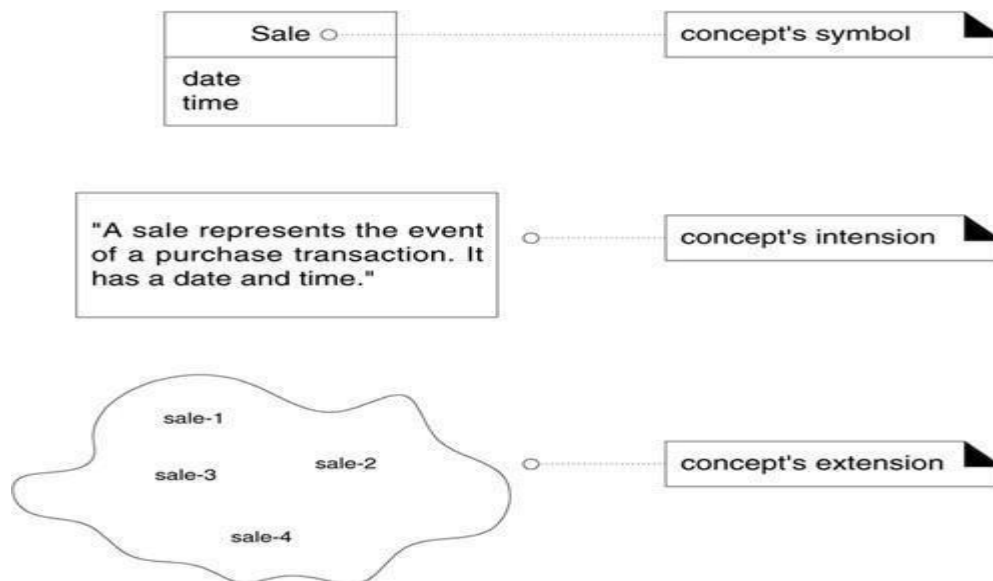 Sale
concept's symbol
date
time
"A sale represents the event
of a purchase transaction. It
has a date and time."
concept's intension
sale-1
sale-2
sale-3
sale-4
concept's extension